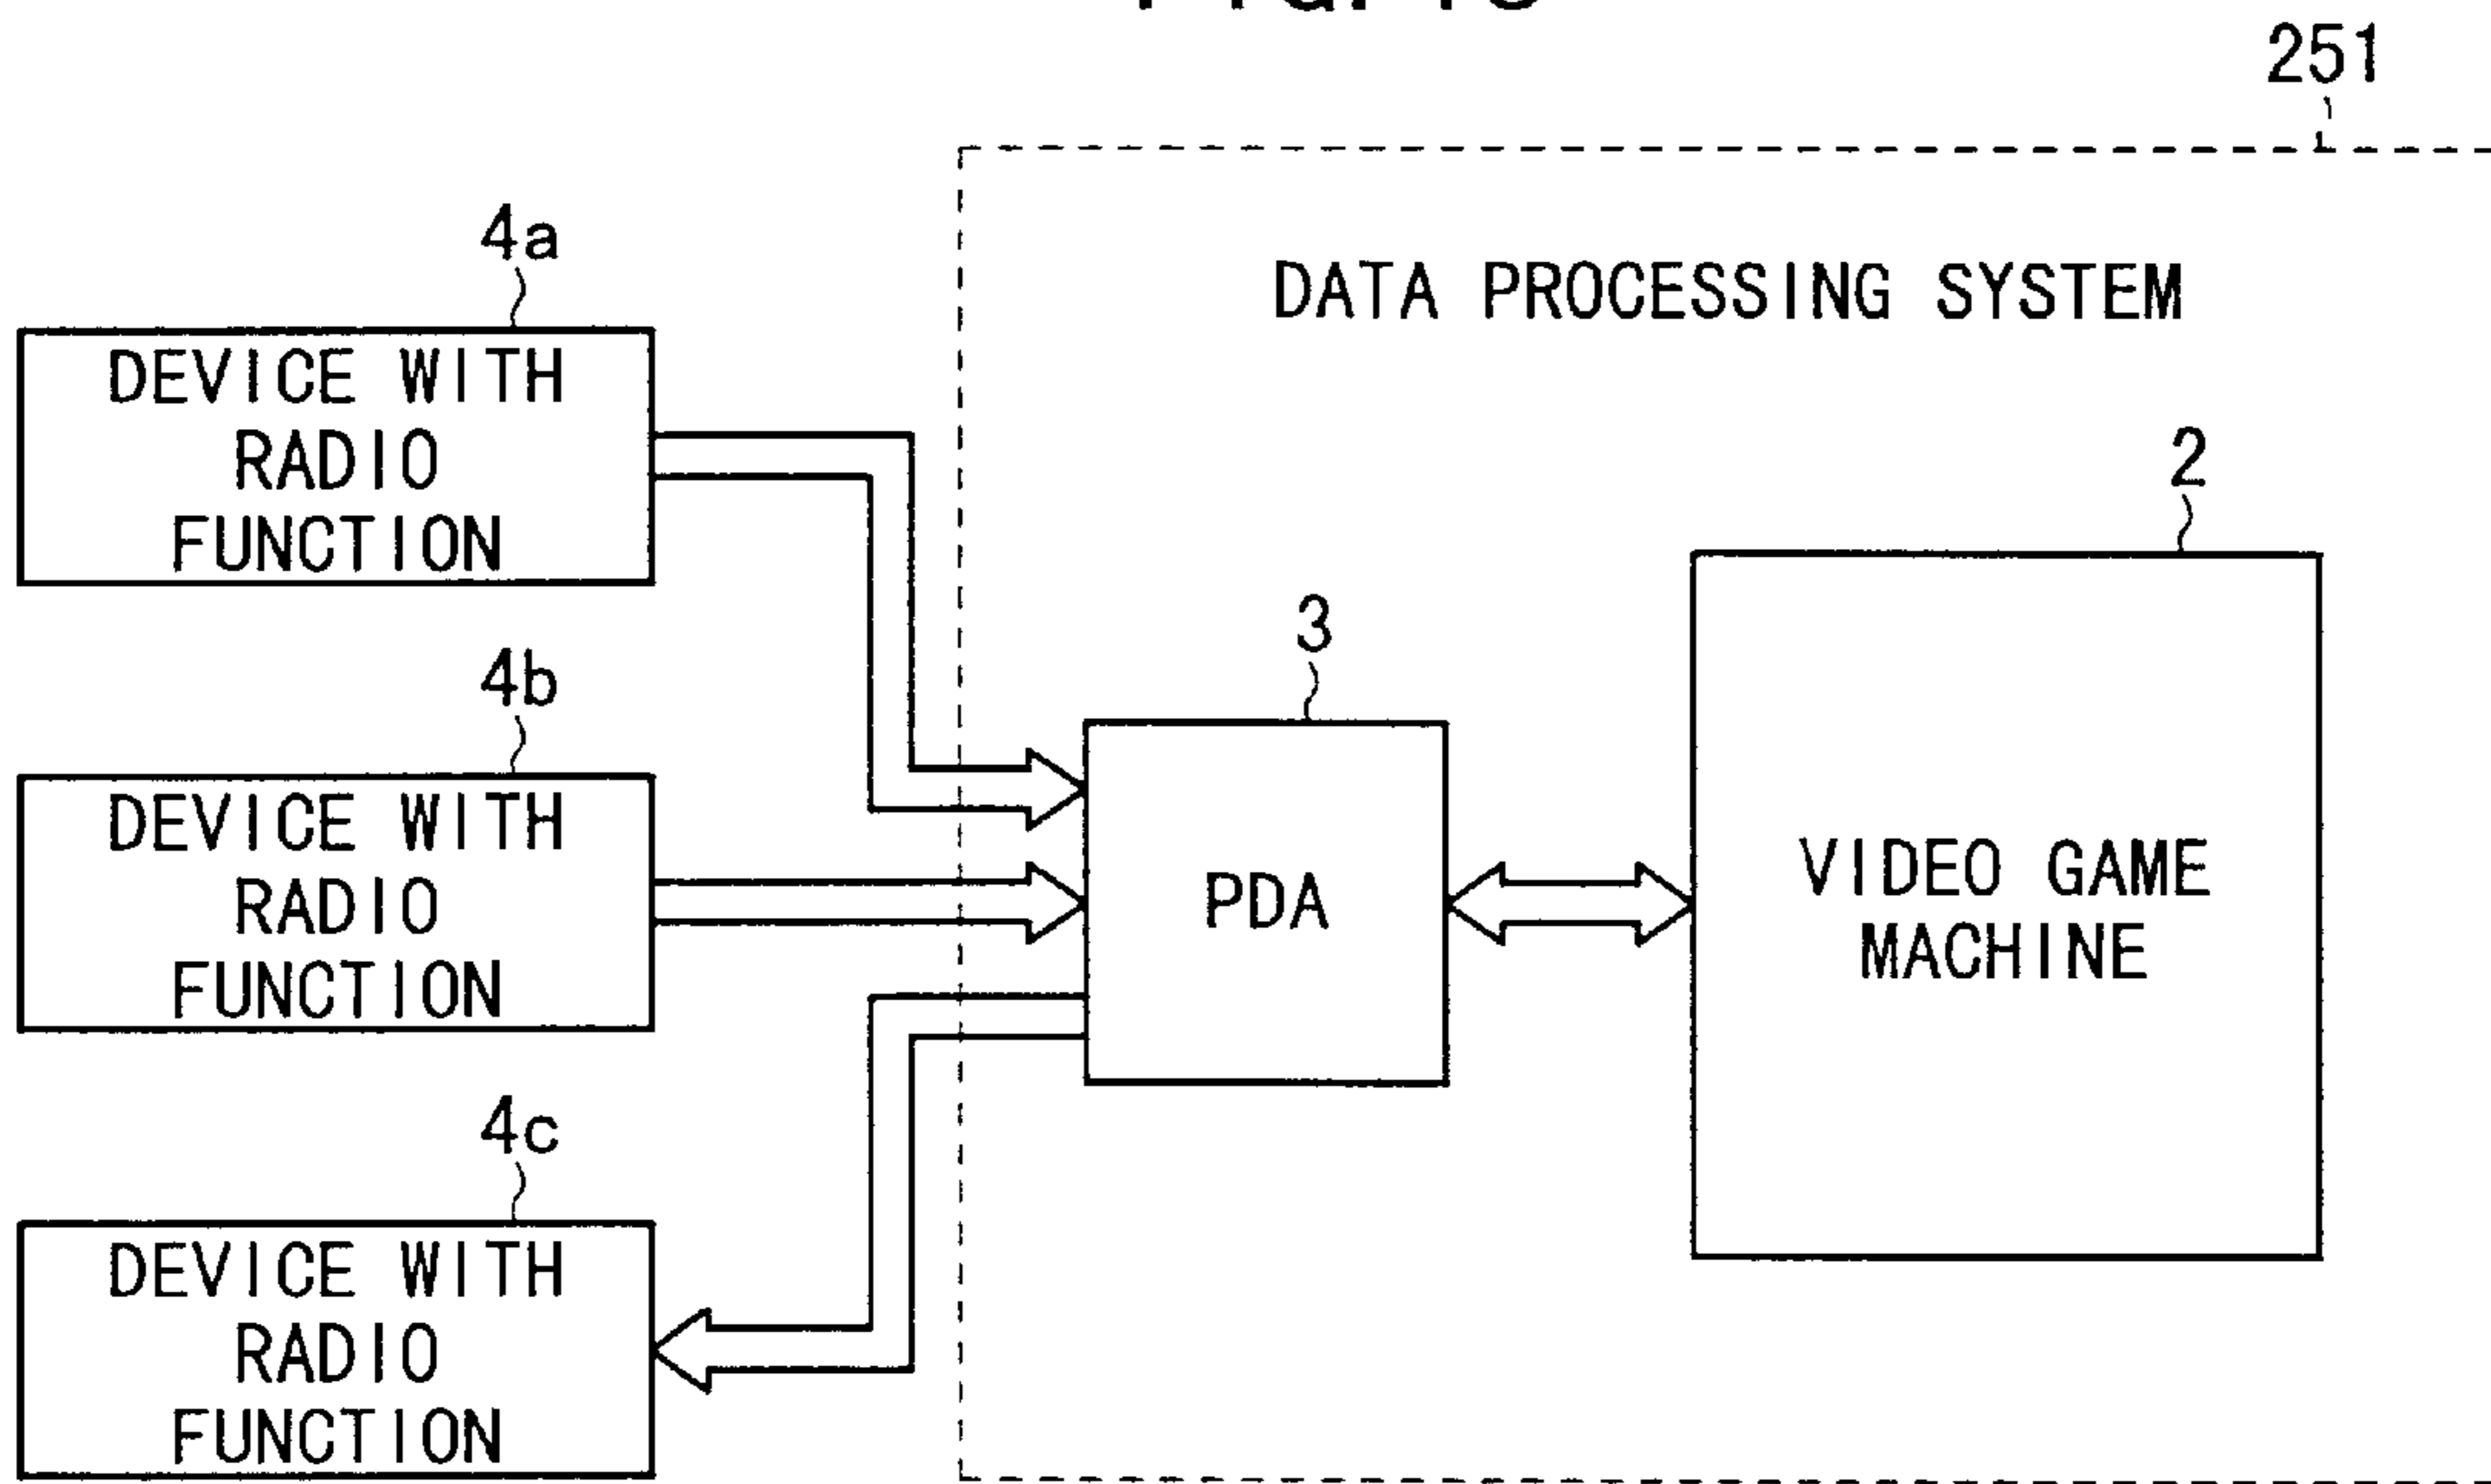 251
DATA PROCESSING SYSTEM
4a
DEVICE WITH
RADIO
FUNCTION
2
VIDEO GAME
MACHINE
3
PDA
4b
DEVICE WITH
RADIO
FUNCTION
4c
DEVICE WITH
RADIO
FUNCTION